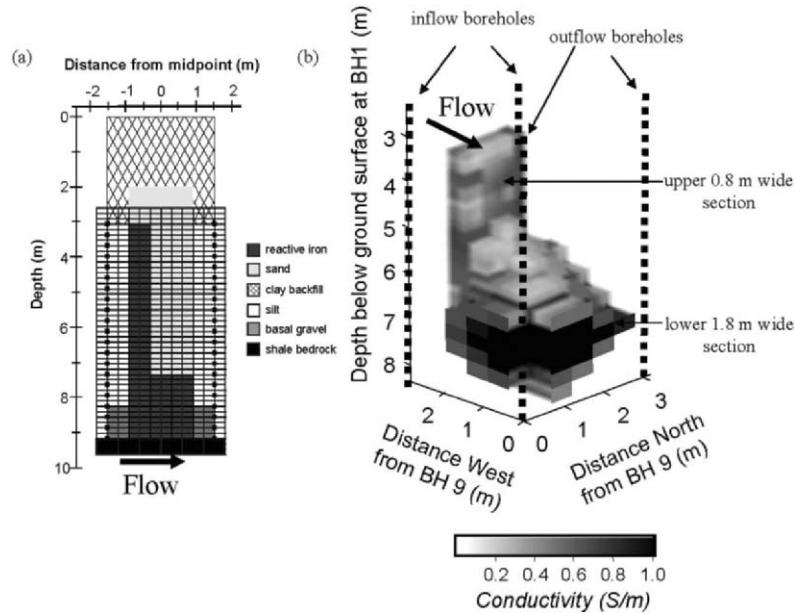 (a)
Distance from midpoint (m)
-2 -1 0 1 2
0
2
4
6
8
10
Depth (m)
reactive iron
sand
clay backfill
silt
basal gravel
shale bedrock
Flow
(b)
inflow boreholes
outflow boreholes
Flow
Depth below ground surface at BH1 (m)
3
4
5
6
7
8
upper 0.8 m wide
section
lower 1.8 m wide
section
2 1 0
0 1 2 3
Distance West
from BH 9 (m)
Distance North
from BH 9 (m)
0.2 0.4 0.6 0.8 1.0
Conductivity (S/m)